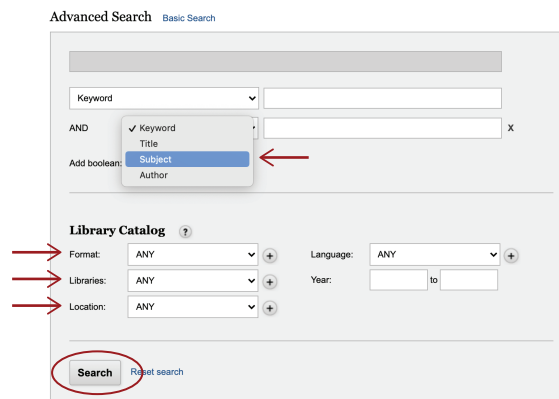 Advanced Search Basic Search
Keyword
AND
✓ Keyword
Title
Subject
Author
X
Add boolean:
Library Catalog ?
Format: ANY + Language: ANY +
Libraries: ANY + Year: to
Location: ANY +
Search Reset search